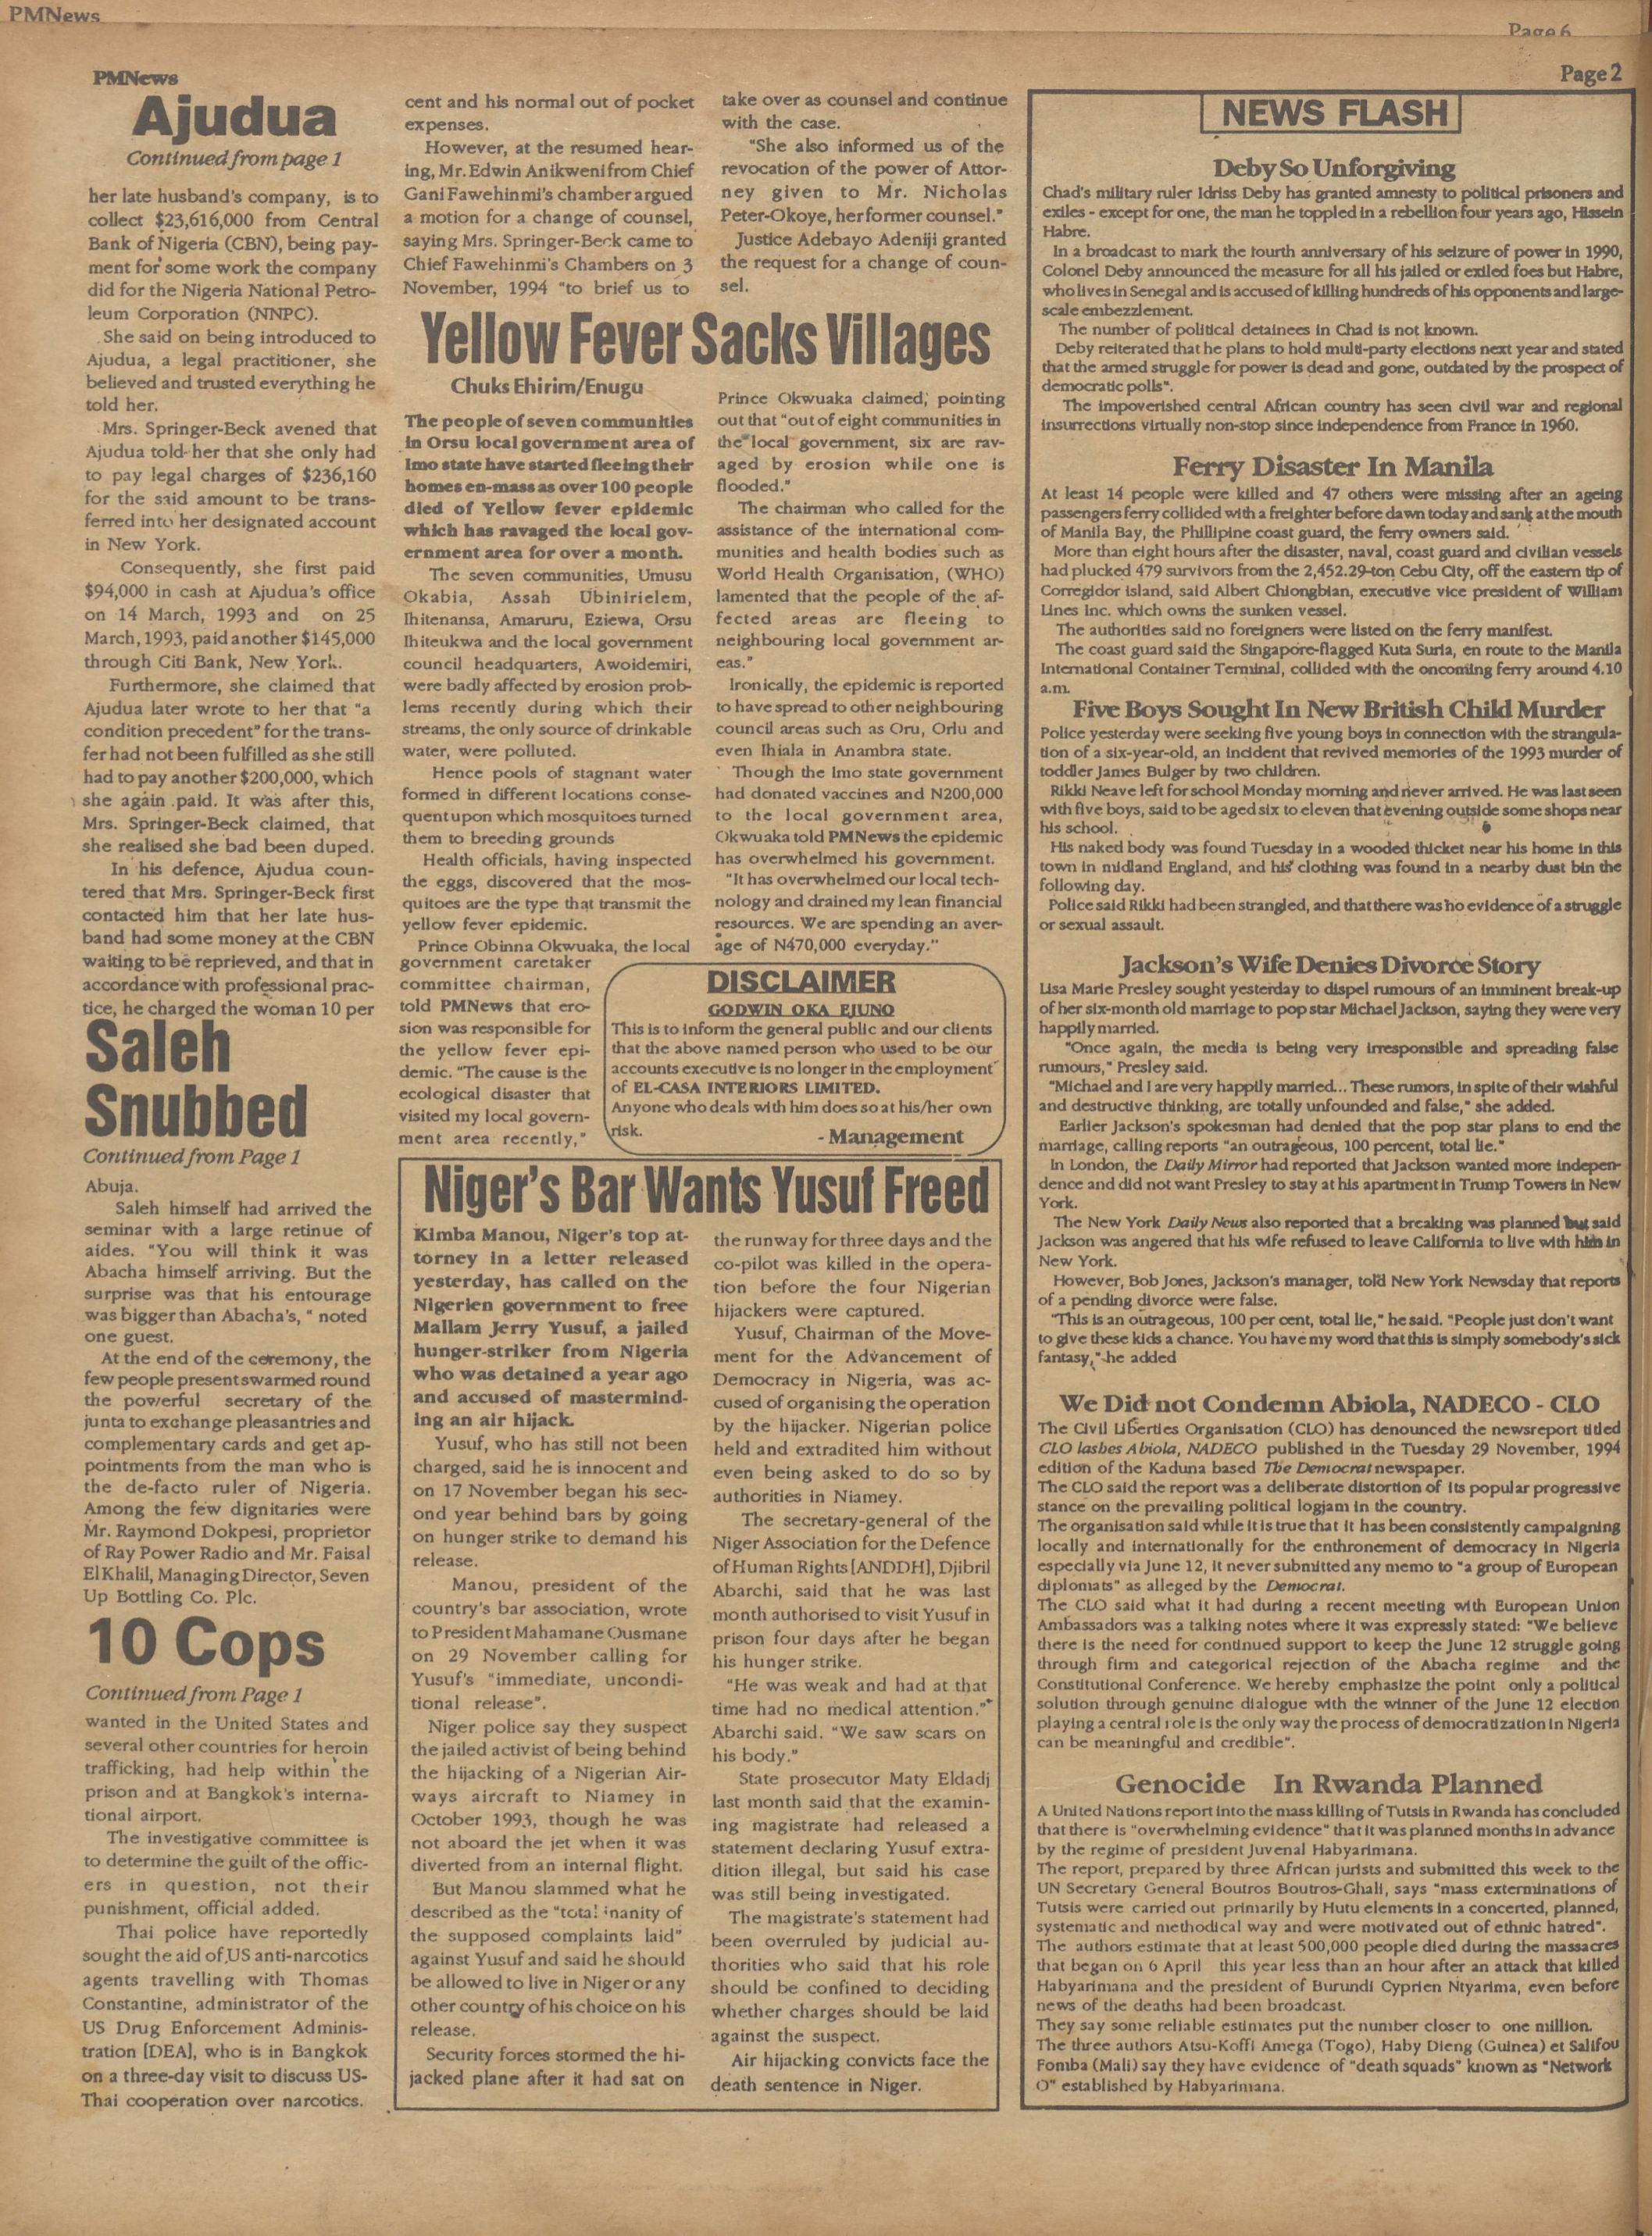 PMNews
Page 6
PMNews
Page 2
Ajudua
Continued from page 1
her late husband's company, is to
collect $23,616,000 from Central
Bank of Nigeria (CBN), being pay-
ment for some work the company
did for the Nigeria National Petro-
leum Corporation (NNPC).
She said on being introduced to
Ajudua, a legal practitioner, she
believed and trusted everything he
told her.
Mrs. Springer-Beck avened that
Ajudua told her that she only had
to pay legal charges of $236,160
for the said amount to be trans-
ferred into her designated account
in New York.
Consequently, she first paid
$94,000 in cash at Ajudua's office
on 14 March, 1993 and on 25
March, 1993, paid another $145,000
through Citi Bank, New York.
Furthermore, she claimed that
Ajudua later wrote to her that "a
condition precedent" for the trans-
fer had not been fulfilled as she still
had to pay another $200,000, which
she again paid. It was after this,
Mrs. Springer-Beck claimed, that
she realised she bad been duped.
In his defence, Ajudua coun-
tered that Mrs. Springer-Beck first
contacted him that her late hus-
band had some money at the CBN
waiting to be reprieved, and that in
accordance with professional prac-
tice, he charged the woman 10 per
cent and his normal out of pocket
expenses.
However, at the resumed hear-
ing, Mr. Edwin Anikweni from Chief
Gani Fawehinmi's chamber argued
a motion for a change of counsel,
saying Mrs. Springer-Beck came to
Chief Fawehinmi's Chambers on 3
November, 1994 "to brief us to
take over as counsel and continue
with the case.
"She also informed us of the
revocation of the power of Attor-
ney given to Mr. Nicholas
Peter-Okoye, her former counsel."
Justice Adebayo Adeniji granted
the request for a change of coun-
sel.
Saleh
Snubbed
Continued from Page 1
Abuja.
Saleh himself had arrived the
seminar with a large retinue of
aides. "You will think it was
Abacha himself arriving. But the
surprise was that his entourage
was bigger than Abacha's, " noted
one guest.
At the end of the ceremony, the
few people present swarmed round
the powerful secretary of the
junta to exchange pleasantries and
complementary cards and get ap-
pointments from the man who is
the de-facto ruler of Nigeria.
Among the few dignitaries were
Mr. Raymond Dokpesi, proprietor
of Ray Power Radio and Mr. Faisal
El Khalil, Managing Director, Seven
Up Bottling Co. Plc.
10 Cops
Continued from Page 1
wanted in the United States and
several other countries for heroin
trafficking, had help within the
prison and at Bangkok's interna-
tional airport.
The investigative committee is
to determine the guilt of the offic-
ers in question, not their
punishment, official added.
Thai police have reportedly
sought the aid of US anti-narcotics
agents travelling with Thomas
Constantine, administrator of the
US Drug Enforcement Adminis-
tration [DEA], who is in Bangkok
on a three-day visit to discuss US-
Thai cooperation over narcotics.
Yellow Fever Sacks Villages
Chuks Ehirim/Enugu
The people of seven communities
in Orsu local government area of
Imo state have started fleeing their
homes en-mass as over 100 people
died of Yellow fever epidemic
which has ravaged the local gov-
ernment area for over a month.
The seven communities, Umusu
Okabia, Assah Ubinirielem,
Ihitenansa, Amaruru, Eziewa, Orsu
Ihiteukwa and the local government
council headquarters, Awoidemiri,
were badly affected by erosion prob-
lems recently during which their
streams, the only source of drinkable
water, were polluted.
Hence pools of stagnant water
formed in different locations conse-
quent upon which mosquitoes turned
them to breeding grounds
Health officials, having inspected
the eggs, discovered that the mos-
quitoes are the type that transmit the
yellow fever epidemic.
Prince Obinna Okwuaka, the local
government caretaker
committee chairman,
told PMNews that ero-
sion was responsible for
the yellow fever epi-
demic. "The cause is the
ecological disaster that
visited my local govern-
ment area recently,"
Prince Okwuaka claimed, pointing
out that "out of eight communities in
the local government, six are rav-
aged by erosion while one is
flooded."
The chairman who called for the
assistance of the international com-
munities and health bodies such as
World Health Organisation, (WHO)
lamented that the people of the af-
fected areas are fleeing to
neighbouring local government ar-
eas."
Ironically, the epidemic is reported
to have spread to other neighbouring
council areas such as Oru, Orlu and
even Ihiala in Anambra state.
Though the Imo state government
had donated vaccines and N200,000
to the local government area,
Okwuaka told PMNews the epidemic
has overwhelmed his government.
"It has overwhelmed our local tech-
nology and drained my lean financial
resources. We are spending an aver-
age of N470,000 everyday."
DISCLAIMER
GODWIN OKA EJUNO
This is to inform the general public and our clients
that the above named person who used to be our
accounts executive is no longer in the employment
of EL-CASA INTERIORS LIMITED.
Anyone who deals with him does so at his/her own
risk.
- Management
Niger's Bar Wants Yusuf Freed
Kimba Manou, Niger's top at-
torney in a letter released
yesterday, has called on the
Nigerien government to free
Mallam Jerry Yusuf, a jailed
hunger-striker from Nigeria
who was detained a year ago
and accused of mastermind-
ing an air hijack.
Yusuf, who has still not been
charged, said he is innocent and
on 17 November began his sec-
ond year behind bars by going
on hunger strike to demand his
release.
Manou, president of the
country's bar association, wrote
to President Mahamane Ousmane
on 29 November calling for
Yusuf's "immediate, uncondi-
tional release".
Niger police say they suspect
the jailed activist of being behind
the hijacking of a Nigerian Air-
ways aircraft to Niamey in
October 1993, though he was
not aboard the jet when it was
diverted from an internal flight.
But Manou slammed what he
described as the "total inanity of
the supposed complaints laid"
against Yusuf and said he should
be allowed to live in Niger or any
other country of his choice on his
release.
Security forces stormed the hi-
jacked plane after it had sat on
the runway for three days and the
co-pilot was killed in the opera-
tion before the four Nigerian
hijackers were captured.
Yusuf, Chairman of the Move-
ment for the Advancement of
Democracy in Nigeria, was ac-
cused of organising the operation
by the hijacker. Nigerian police
held and extradited him without
even being asked to do so by
authorities in Niamey.
The secretary-general of the
Niger Association for the Defence
of Human Rights [ANDDH], Djibril
Abarchi, said that he was last
month authorised to visit Yusuf in
prison four days after he began
his hunger strike.
"He was weak and had at that
time had no medical attention."
Abarchi said. "We saw scars on
his body."
State prosecutor Maty Eldadj
last month said that the examin-
ing magistrate had released a
statement declaring Yusuf extra-
dition illegal, but said his case
was still being investigated.
The magistrate's statement had
been overruled by judicial au-
thorities who said that his role
should be confined to deciding
whether charges should be laid
against the suspect.
Air hijacking convicts face the
death sentence in Niger.
NEWS FLASH
Deby So Unforgiving
Chad's military ruler Idriss Deby has granted amnesty to political prisoners and
exiles - except for one, the man he toppled in a rebellion four years ago, Hissein
Habre.
In a broadcast to mark the fourth anniversary of his seizure of power in 1990,
Colonel Deby announced the measure for all his jailed or exiled foes but Habre,
who lives in Senegal and is accused of killing hundreds of his opponents and large-
scale embezzlement.
The number of political detainees in Chad is not known.
Deby reiterated that he plans to hold multi-party elections next year and stated
that the armed struggle for power is dead and gone, outdated by the prospect of
democratic polls".
The impoverished central African country has seen civil war and regional
insurrections virtually non-stop since independence from France in 1960.
Ferry Disaster In Manila
At least 14 people were killed and 47 others were missing after an ageing
passengers ferry collided with a freighter before dawn today and sank at the mouth
of Manila Bay, the Phillipine coast guard, the ferry owners said.
More than eight hours after the disaster, naval, coast guard and civilian vessels
had plucked 479 survivors from the 2,452.29-ton Cebu City, off the eastern tip of
Corregidor Island, said Albert Chiongbian, executive vice president of William
Lines Inc. which owns the sunken vessel.
The authorities said no foreigners were listed on the ferry manifest.
The coast guard said the Singapore-flagged Kuta Suria, en route to the Manila
International Container Terminal, collided with the oncoming ferry around 4.10
a.m.
Five Boys Sought In New British Child Murder
Police yesterday were seeking five young boys in connection with the strangula-
tion of a six-year-old, an incident that revived memories of the 1993 murder of
toddler James Bulger by two children.
Rikki Neave left for school Monday morning and never arrived. He was last seen
with five boys, said to be aged six to eleven that evening outside some shops near
his school.
His naked body was found Tuesday in a wooded thicket near his home in this
town in midland England, and his clothing was found in a nearby dust bin the
following day.
Police said Rikki had been strangled, and that there was no evidence of a struggle
or sexual assault.
Jackson's Wife Denies Divorce Story
Lisa Marie Presley sought yesterday to dispel rumours of an imminent break-up
of her six-month old marriage to pop star Michael Jackson, saying they were very
happily married.
"Once again, the media is being very irresponsible and spreading false
rumours," Presley said.
"Michael and I are very happily married... These rumors, in spite of their wishful
and destructive thinking, are totally unfounded and false," she added.
Earlier Jackson's spokesman had denied that the pop star plans to end the
marriage, calling reports "an outrageous, 100 percent, total lie."
In London, the Daily Mirror had reported that Jackson wanted more indepen-
dence and did not want Presley to stay at his apartment in Trump Towers in New
York.
The New York Daily News also reported that a breaking was planned but said
Jackson was angered that his wife refused to leave California to live with him in
New York.
However, Bob Jones, Jackson's manager, told New York Newsday that reports
of a pending divorce were false.
"This is an outrageous, 100 per cent, total lie," he said. "People just don't want
to give these kids a chance. You have my word that this is simply somebody's sick
fantasy," he added
We Did not Condemn Abiola, NADECO - CLO
The Civil Liberties Organisation (CLO) has denounced the newsreport titled
CLO lashes Abiola, NADECO published in the Tuesday 29 November, 1994
edition of the Kaduna based The Democrat newspaper.
The CLO said the report was a deliberate distortion of its popular progressive
stance on the prevailing political logjam in the country.
The organisation said while it is true that it has been consistently campaigning
locally and internationally for the enthronement of democracy in Nigeria
especially via June 12, it never submitted any memo to "a group of European
diplomats" as alleged by the Democrat.
The CLO said what it had during a recent meeting with European Union
Ambassadors was a talking notes where it was expressly stated: "We believe
there is the need for continued support to keep the June 12 struggle going
through firm and categorical rejection of the Abacha regime and the
Constitutional Conference. We hereby emphasize the point only a political
solution through genuine dialogue with the winner of the June 12 election
playing a central role is the only way the process of democratization in Nigeria
can be meaningful and credible".
Genocide In Rwanda Planned
A United Nations report into the mass killing of Tutsis in Rwanda has concluded
that there is "overwhelming evidence" that it was planned months in advance
by the regime of president Juvenal Habyarimana.
The report, prepared by three African jurists and submitted this week to the
UN Secretary General Boutros Boutros-Ghali, says "mass exterminations of
Tutsis were carried out primarily by Hutu elements in a concerted, planned,
systematic and methodical way and were motivated out of ethnic hatred".
The authors estimate that at least 500,000 people died during the massacres
that began on 6 April this year less than an hour after an attack that killed
Habyarimana and the president of Burundi Cyprien Ntyarima, even before
news of the deaths had been broadcast.
They say some reliable estimates put the number closer to one million.
The three authors Atsu-Koffi Amega (Togo), Haby Dieng (Guinea) et Salifou
Fomba (Mali) say they have evidence of "death squads" known as "Network
O" established by Habyarimana.